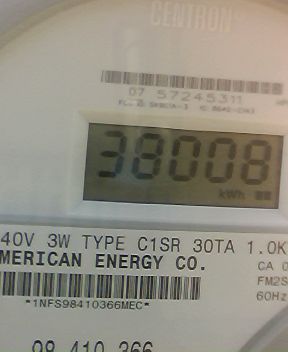 CENTRON
07 57245311
38008
kWh
40V 3W TYPE C1SR 30TA 1.0K
MERICAN ENERGY CO.
CA 0
FM2S
*1NFS98410366MEC*
60Hz
98 410 366